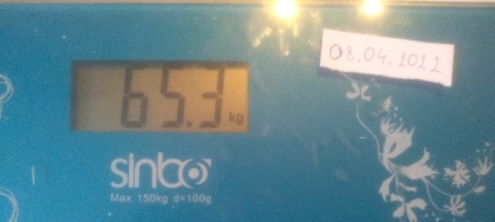 08.04.2022
65.3 kg
sinbo
Max 150kg d=100g